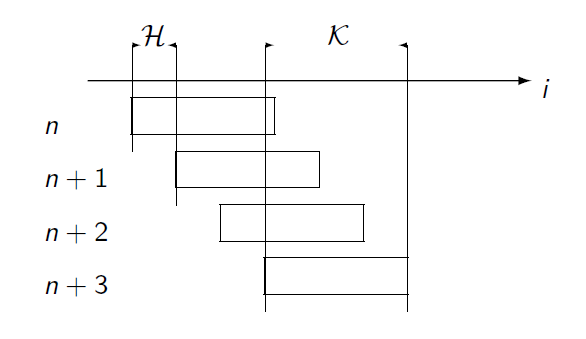 ℋ 𝒦
i
n
n + 1
n + 2
n + 3